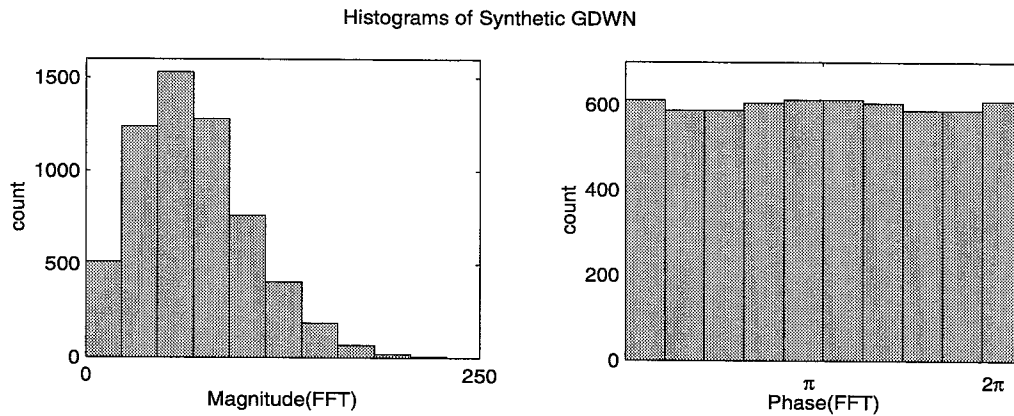 Histograms of Synthetic GDWN
1500
1000
500
0
count
0
250
Magnitude(FFT)
600
400
200
0
count
π
2π
Phase(FFT)